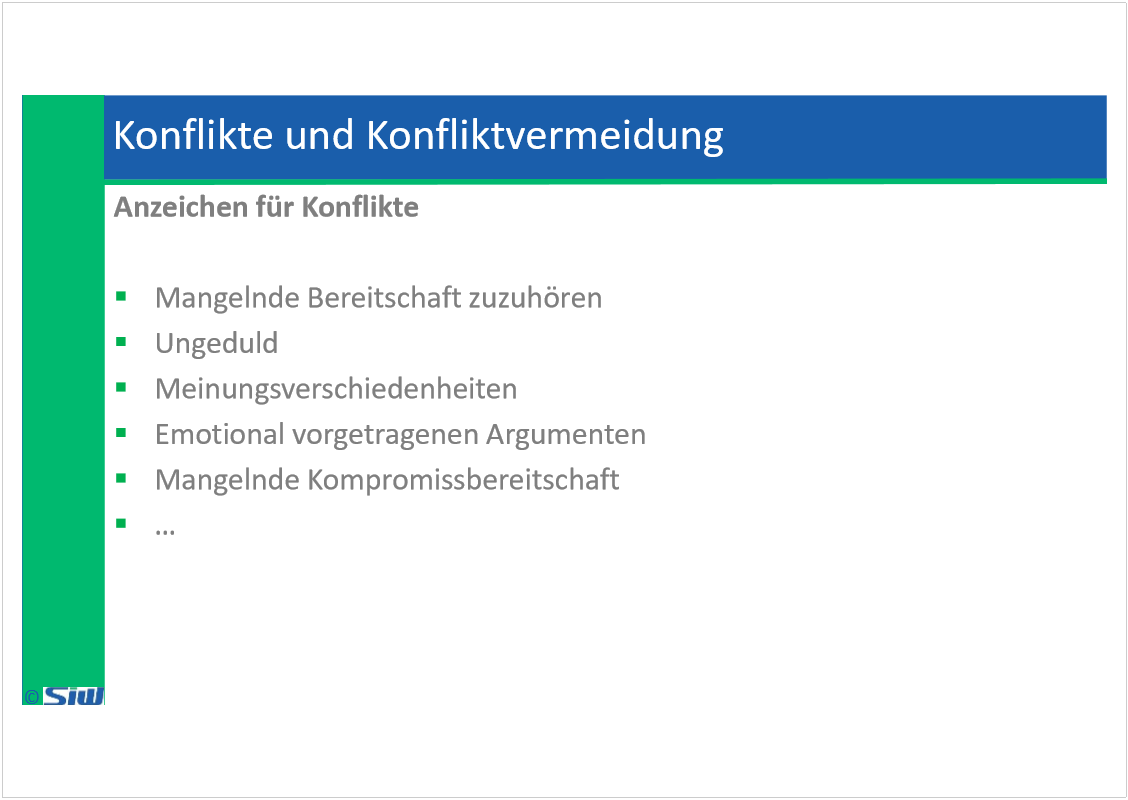 Konflikte und Konfliktvermeidung
Anzeichen für Konflikte
▪ Mangelnde Bereitschaft zuzuhören
▪ Ungeduld
▪ Meinungsverschiedenheiten
▪ Emotional vorgetragenen Argumenten
▪ Mangelnde Kompromissbereitschaft
▪ …
© SiW